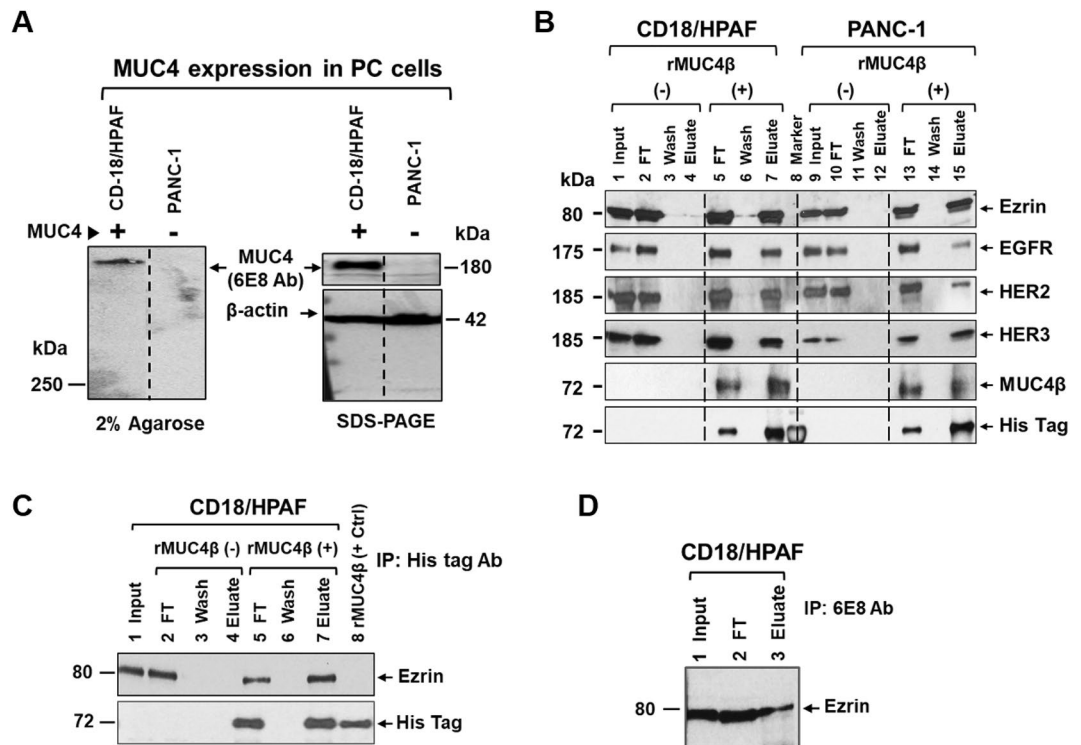 A
MUC4 expression in PC cells
CD-18/HPAF
PANC-1
CD-18/HPAF
PANC-1
MUC4 ► + - + - kDa
MUC4
(6E8 Ab)
180
β-actin
42
kDa
250
2% Agarose
SDS-PAGE
B
CD18/HPAF PANC-1
rMUC4β rMUC4β
(-) (+) (-) (+)
1 Input
2 FT
3 Wash
4 Eluate
5 FT
6 Wash
7 Eluate
8 Marker
9 Input
10 FT
11 Wash
12 Eluate
13 FT
14 Wash
15 Eluate
kDa
80 Ezrin
175 EGFR
185 HER2
185 HER3
72 MUC4β
72 His Tag
C
CD18/HPAF
rMUC4β (-) rMUC4β (+)
IP: His tag Ab
1 Input
2 FT
3 Wash
4 Eluate
5 FT
6 Wash
7 Eluate
8 rMUC4β (+ Ctrl)
80 Ezrin
72 His Tag
D
CD18/HPAF
IP: 6E8 Ab
1 Input
2 FT
3 Eluate
80 Ezrin